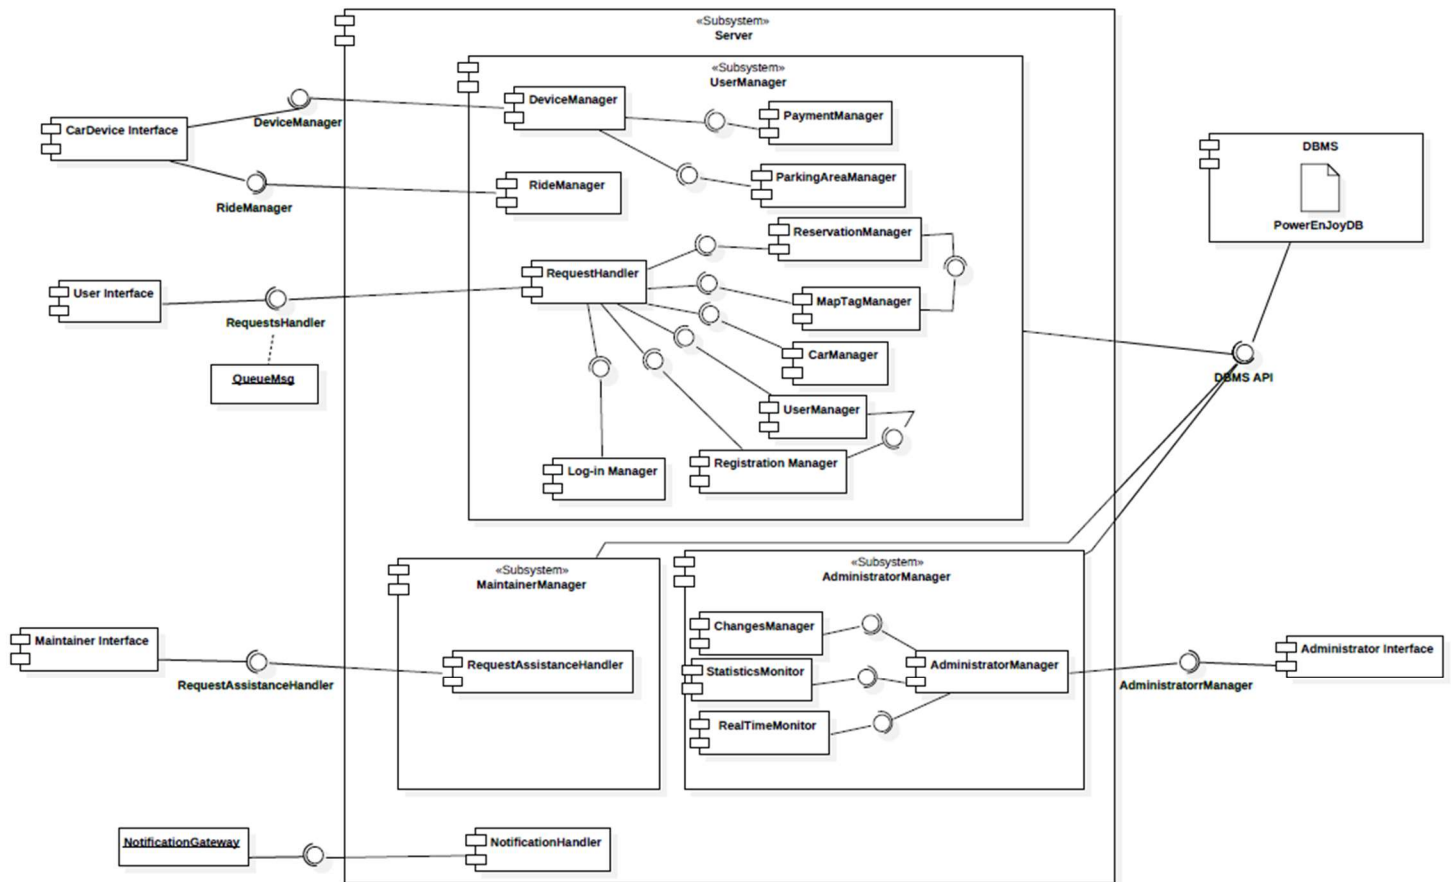 «Subsystem»
Server
«Subsystem»
UserManager
DeviceManager
PaymentManager
DeviceManager
CarDevice Interface
DBMS
ParkingAreaManager
RideManager
RideManager
PowerEnJoyDB
ReservationManager
RequestHandler
User Interface
MapTagManager
RequestsHandler
CarManager
QueueMsg
DBMS API
UserManager
Registration Manager
Log-in Manager
«Subsystem»
MaintainerManager
«Subsystem»
AdministratorManager
ChangesManager
Maintainer Interface
RequestAssistanceHandler
AdministratorManager
Administrator Interface
StatisticsMonitor
RequestAssistanceHandler
AdministratorrManager
RealTimeMonitor
NotificationGateway
NotificationHandler